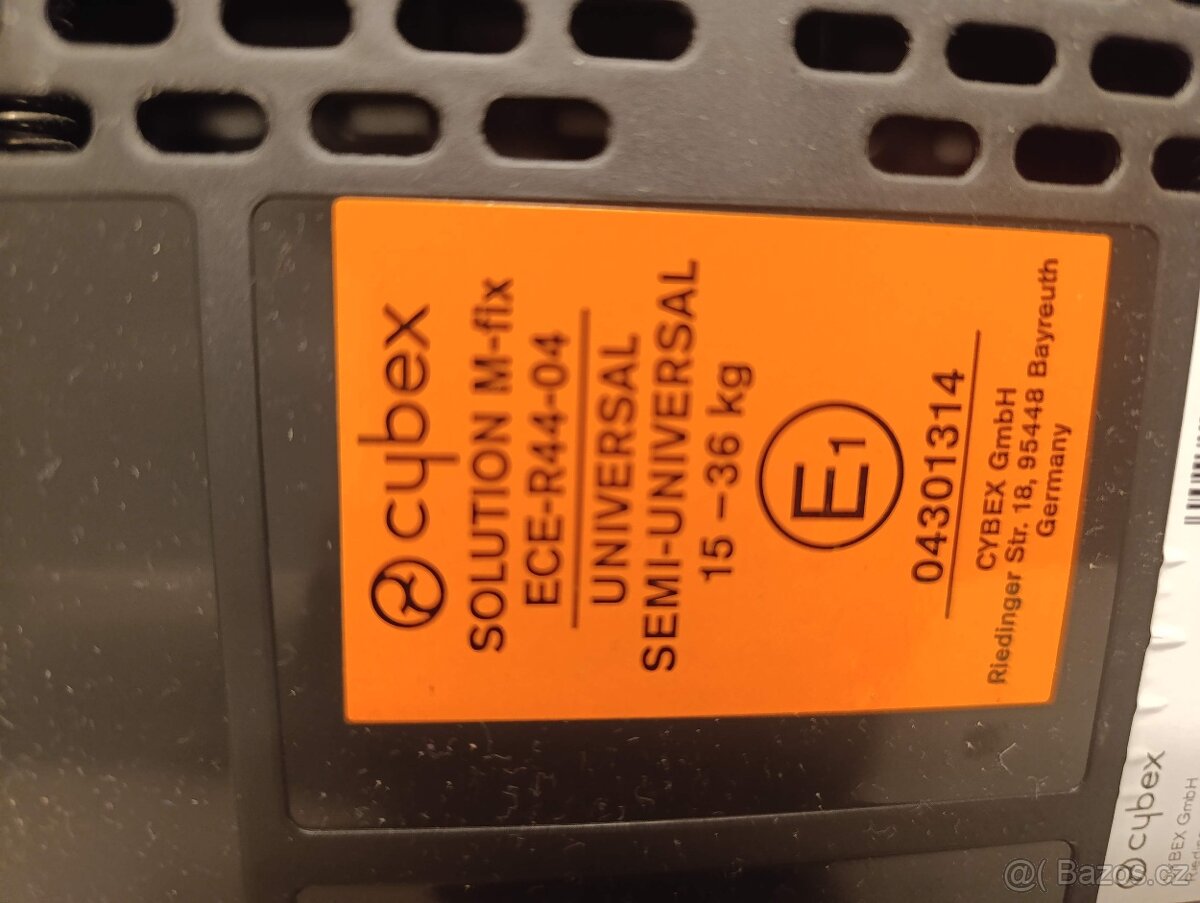 cybex
SOLUTION M-fix
ECE-R44-04
UNIVERSAL
SEMI-UNIVERSAL
15 –36 kg
E1
04301314
CYBEX GmbH
Riedinger Str. 18, 95448 Bayreuth
Germany
cybex
CYBEX GmbH
@( Bazos.cz